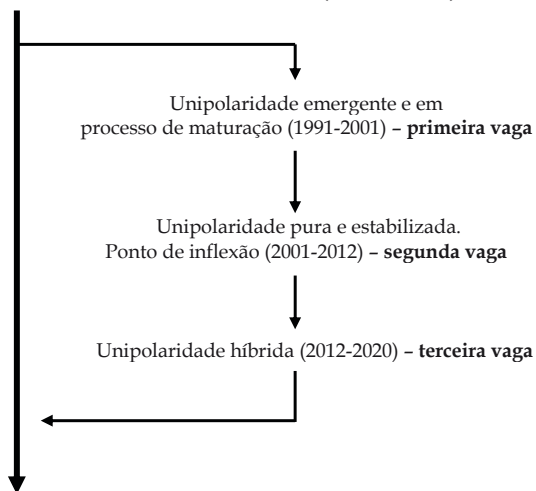 Unipolaridade emergente e em
processo de maturação (1991-2001) – primeira vaga
Unipolaridade pura e estabilizada.
Ponto de inflexão (2001-2012) – segunda vaga
Unipolaridade híbrida (2012-2020) – terceira vaga